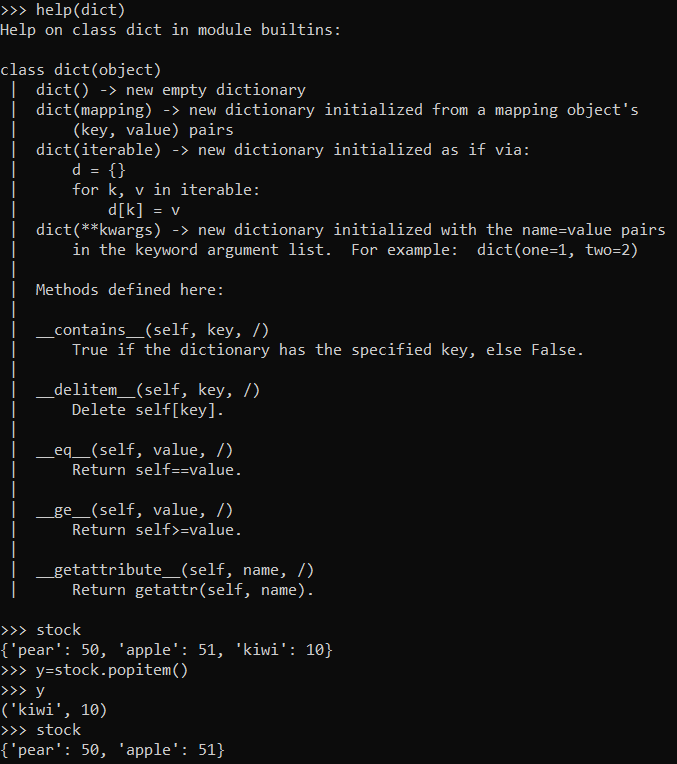 >>> help(dict)
Help on class dict in module builtins:

class dict(object)
 |  dict() -> new empty dictionary
 |  dict(mapping) -> new dictionary initialized from a mapping object's
 |      (key, value) pairs
 |  dict(iterable) -> new dictionary initialized as if via:
 |      d = {}
 |      for k, v in iterable:
 |          d[k] = v
 |  dict(**kwargs) -> new dictionary initialized with the name=value pairs
 |      in the keyword argument list.  For example:  dict(one=1, two=2)
 |
 |  Methods defined here:
 |
 |  __contains__(self, key, /)
 |      True if the dictionary has the specified key, else False.
 |
 |  __delitem__(self, key, /)
 |      Delete self[key].
 |
 |  __eq__(self, value, /)
 |      Return self==value.
 |
 |  __ge__(self, value, /)
 |      Return self>=value.
 |
 |  __getattribute__(self, name, /)
 |      Return getattr(self, name).

>>> stock
{'pear': 50, 'apple': 51, 'kiwi': 10}
>>> y=stock.popitem()
>>> y
('kiwi', 10)
>>> stock
{'pear': 50, 'apple': 51}